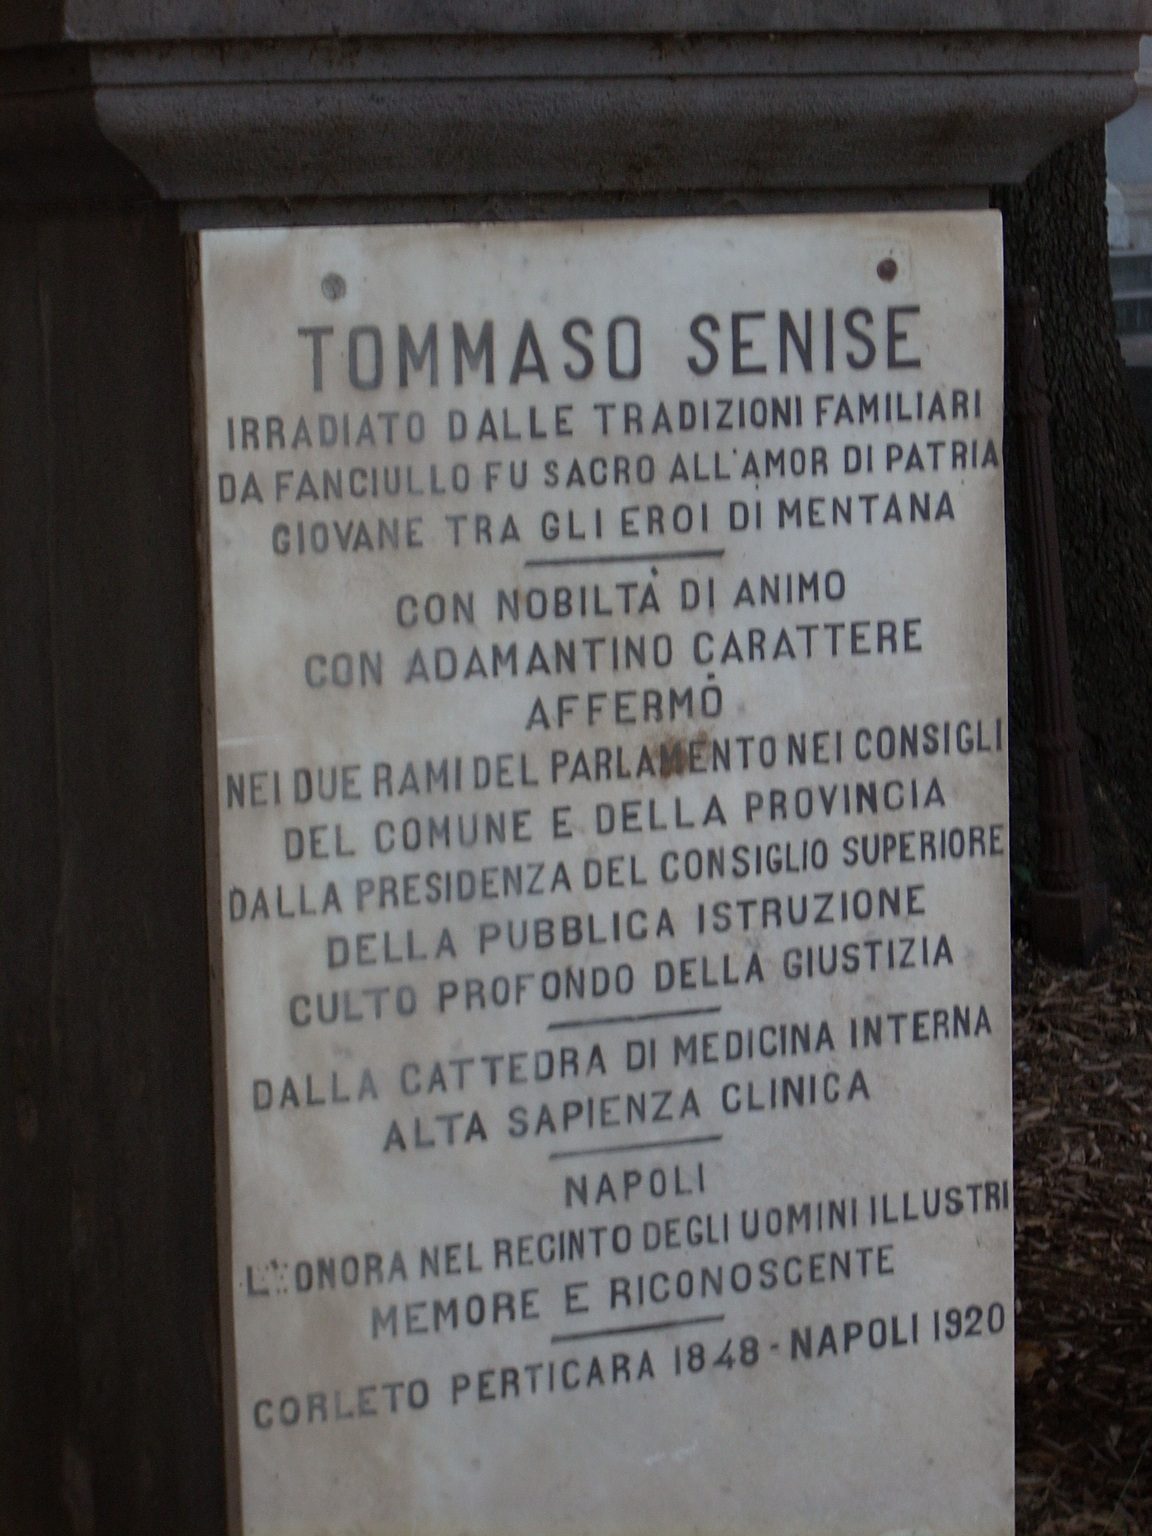 TOMMASO SENISE
IRRADIATO DALLE TRADIZIONI FAMILIARI
DA FANCIULLO FU SACRO ALL'AMOR DI PATRIA
GIOVANE TRA GLI EROI DI MENTANA
CON NOBILTÀ DI ANIMO
CON ADAMANTINO CARATTERE
AFFERMÒ
NEI DUE RAMI DEL PARLAMENTO NEI CONSIGLI
DEL COMUNE E DELLA PROVINCIA
DALLA PRESIDENZA DEL CONSIGLIO SUPERIORE
DELLA PUBBLICA ISTRUZIONE
CULTO PROFONDO DELLA GIUSTIZIA
DALLA CATTEDRA DI MEDICINA INTERNA
ALTA SAPIENZA CLINICA
NAPOLI
L'ONORA NEL RECINTO DEGLI UOMINI ILLUSTRI
MEMORE E RICONOSCENTE
CORLETO PERTICARA 1848 - NAPOLI 1920